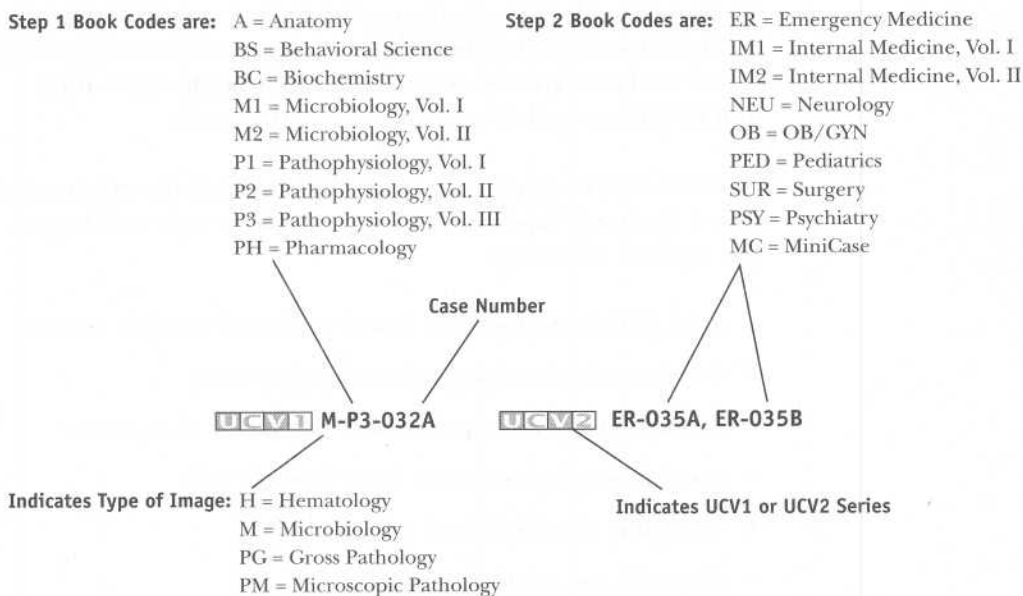 Step 1 Book Codes are: A = Anatomy
BS = Behavioral Science
BC = Biochemistry
M1 = Microbiology, Vol. I
M2 = Microbiology, Vol. II
P1 = Pathophysiology, Vol. I
P2 = Pathophysiology, Vol. II
P3 = Pathophysiology, Vol. III
PH = Pharmacology
Step 2 Book Codes are: ER = Emergency Medicine
IM1 = Internal Medicine, Vol. I
IM2 = Internal Medicine, Vol. II
NEU = Neurology
OB = OB/GYN
PED = Pediatrics
SUR = Surgery
PSY = Psychiatry
MC = MiniCase
Case Number
UCV1 M-P3-032A
UCV2 ER-035A, ER-035B
Indicates Type of Image: H = Hematology
M = Microbiology
PG = Gross Pathology
PM = Microscopic Pathology
Indicates UCV1 or UCV2 Series